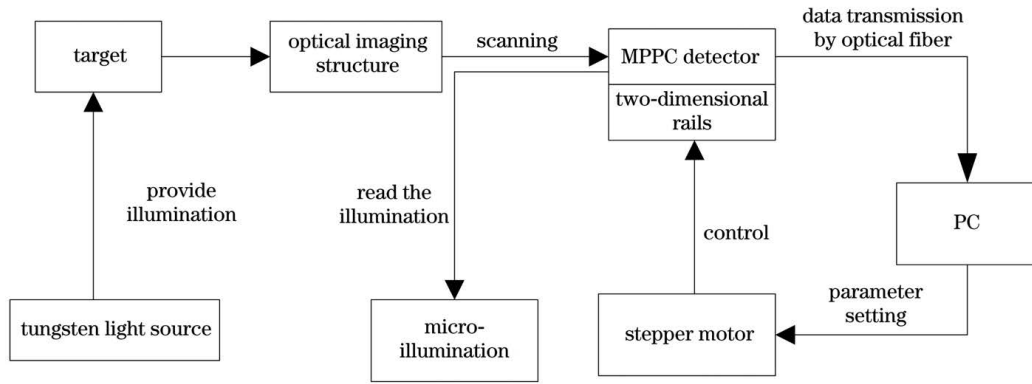 target
optical imaging
structure
scanning
MPPC detector
two-dimensional
rails
data transmission
by optical fiber
provide
illumination
read the
illumination
control
PC
tungsten light source
micro-
illumination
stepper motor
parameter
setting